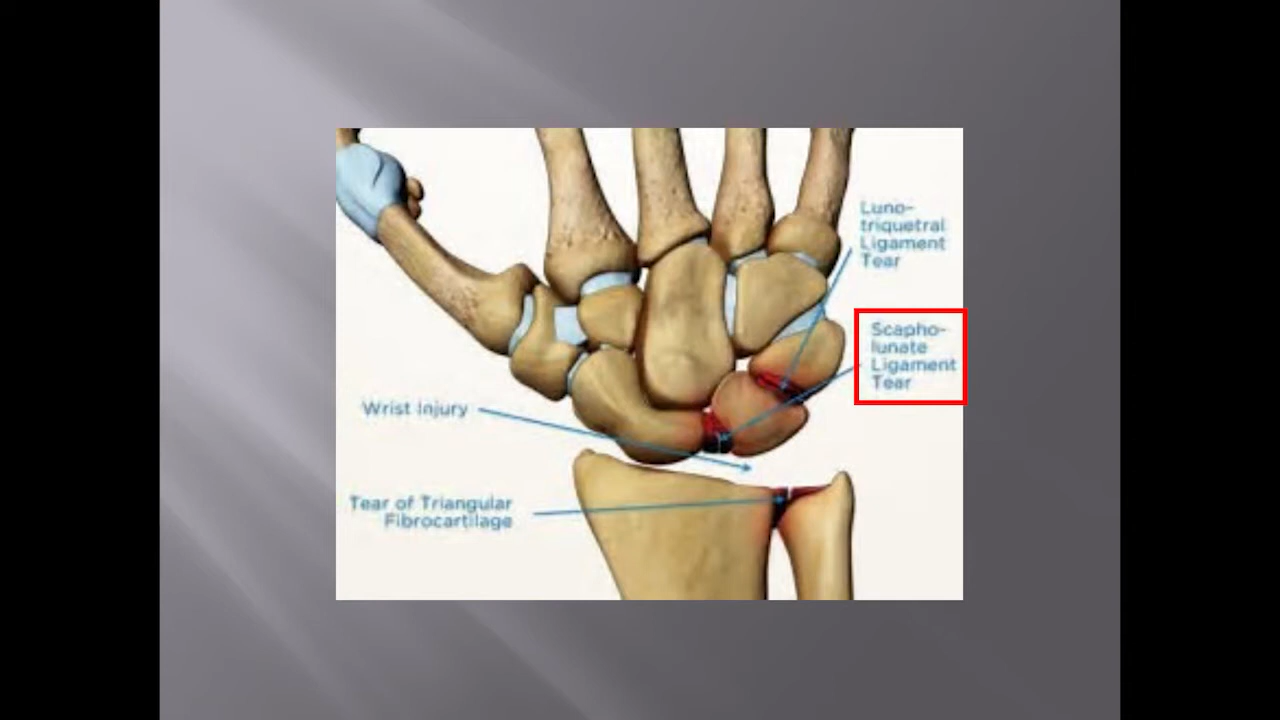 Luno-
triquetral
Ligament
Tear
Scapho-
lunate
Ligament
Tear
Wrist Injury
Tear of Triangular
Fibrocartilage